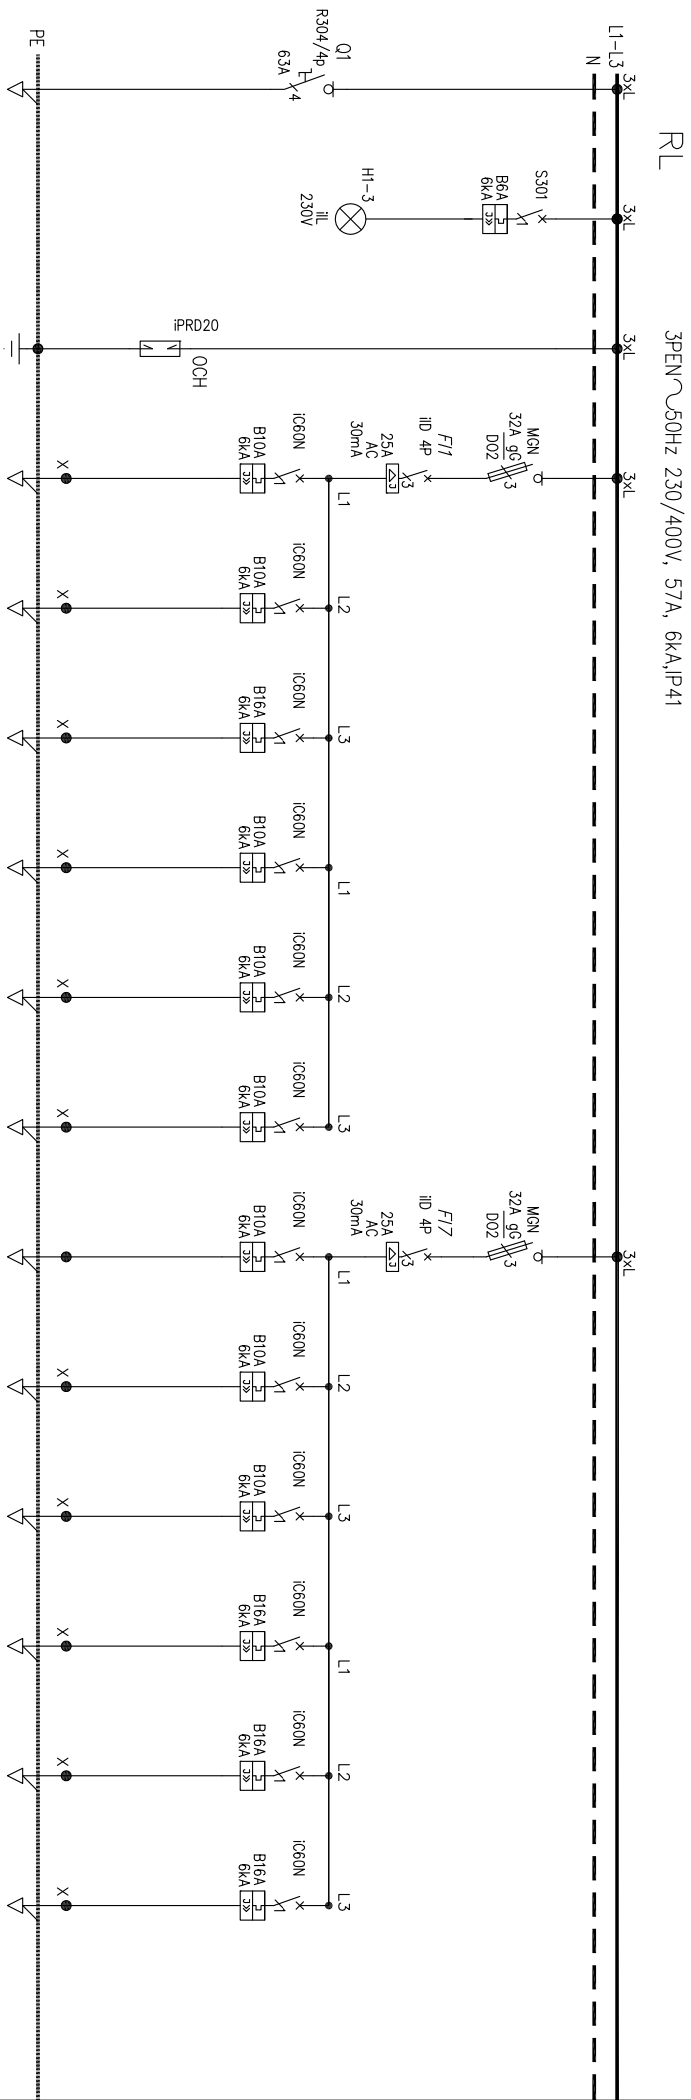 RL
3PEN~50Hz 230/400V, 57A, 6kA,IP41
L1-L3
N
PE
3xL
Q1
R304/4p
63A
4
3xL
S301
B6A
6kA
H1-3
iIL
230V
3xL
iPRD20
OCH
3xL
MGN
32A gG
D02
3
F/1
iID 4P
3
25A
AC
30mA
L1
iC60N
B10A
6kA
X
L2
iC60N
B10A
6kA
X
L3
iC60N
B16A
6kA
X
L1
iC60N
B10A
6kA
X
L2
iC60N
B10A
6kA
X
L3
iC60N
B10A
6kA
X
3xL
MGN
32A gG
D02
3
F/7
iID 4P
3
25A
AC
30mA
L1
iC60N
B10A
6kA
L2
iC60N
B10A
6kA
X
L3
iC60N
B10A
6kA
X
L1
iC60N
B16A
6kA
X
L2
iC60N
B16A
6kA
X
L3
iC60N
B16A
6kA
X